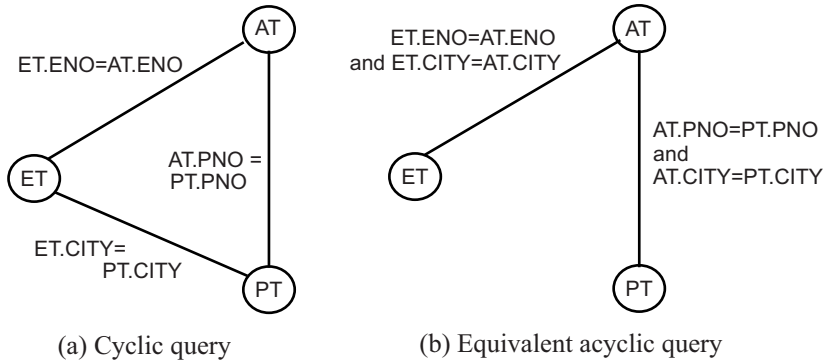 AT
ET.ENO=AT.ENO
AT.PNO =
PT.PNO
ET
ET.CITY=
PT.CITY
PT
(a) Cyclic query
AT
ET.ENO=AT.ENO
and ET.CITY=AT.CITY
AT.PNO=PT.PNO
and
AT.CITY=PT.CITY
ET
PT
(b) Equivalent acyclic query